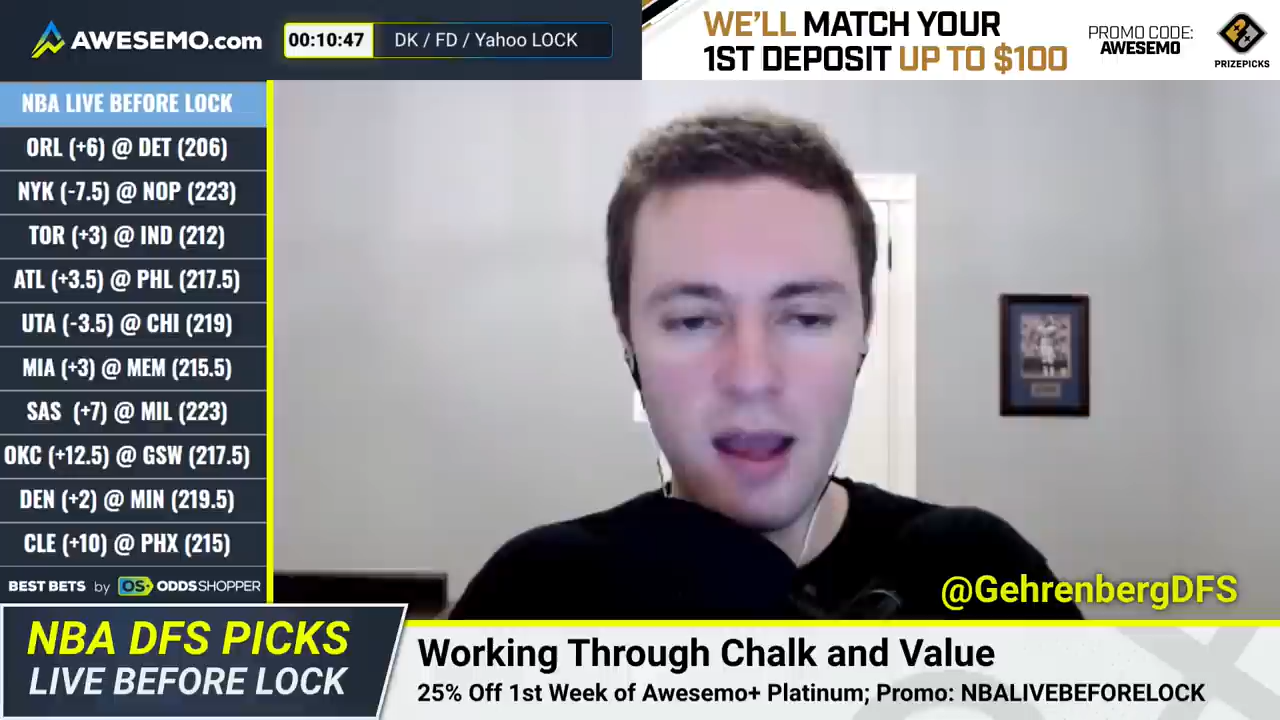 AWESEMO.com
00:10:47
DK / FD / Yahoo LOCK
WE'LL MATCH YOUR
1ST DEPOSIT UP TO $100
PROMO CODE:
AWESEMO
PRIZEPICKS
NBA LIVE BEFORE LOCK
ORL (+6) @ DET (206)
NYK (-7.5) @ NOP (223)
TOR (+3) @ IND (212)
ATL (+3.5) @ PHL (217.5)
UTA (-3.5) @ CHI (219)
MIA (+3) @ MEM (215.5)
SAS (+7) @ MIL (223)
OKC (+12.5) @ GSW (217.5)
DEN (+2) @ MIN (219.5)
CLE (+10) @ PHX (215)
BEST BETS by OS ODDSSHOPPER
@GehrenbergDFS
NBA DFS PICKS
LIVE BEFORE LOCK
Working Through Chalk and Value
25% Off 1st Week of Awesemo+ Platinum; Promo: NBALIVEBEFORELOCK